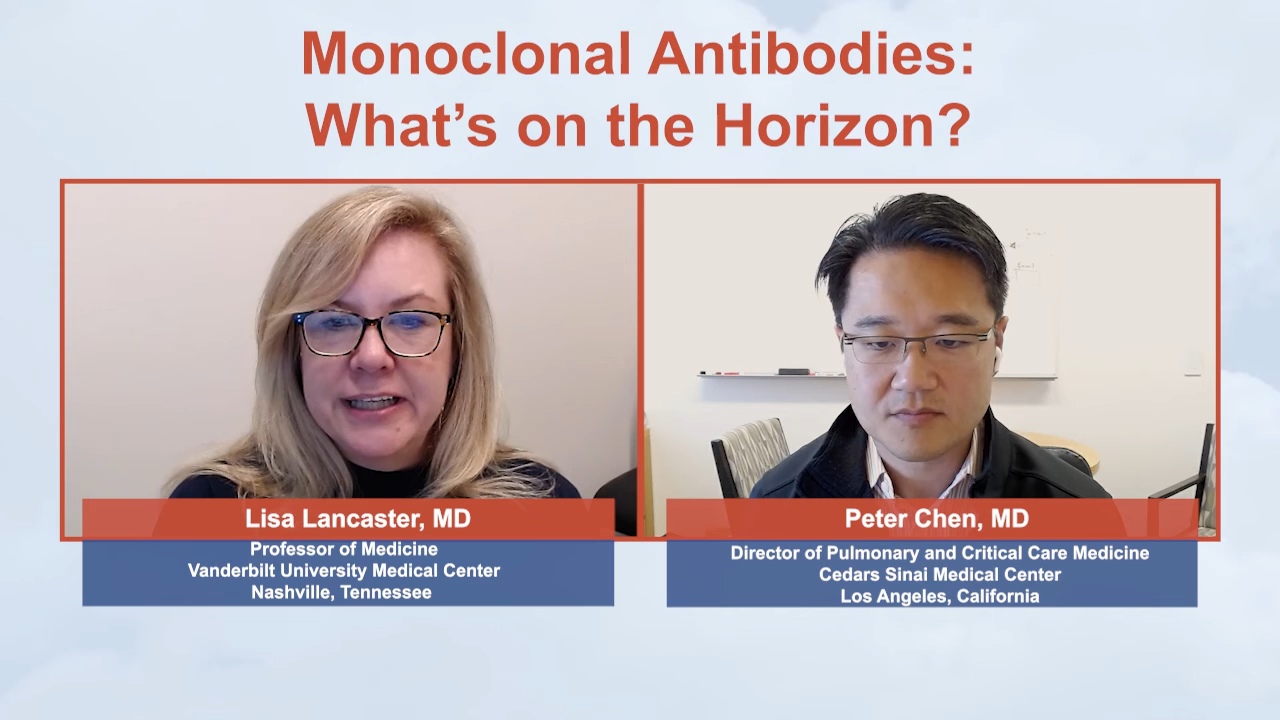 Monoclonal Antibodies:
What's on the Horizon?
Lisa Lancaster, MD
Professor of Medicine
Vanderbilt University Medical Center
Nashville, Tennessee
Peter Chen, MD
Director of Pulmonary and Critical Care Medicine
Cedars Sinai Medical Center
Los Angeles, California